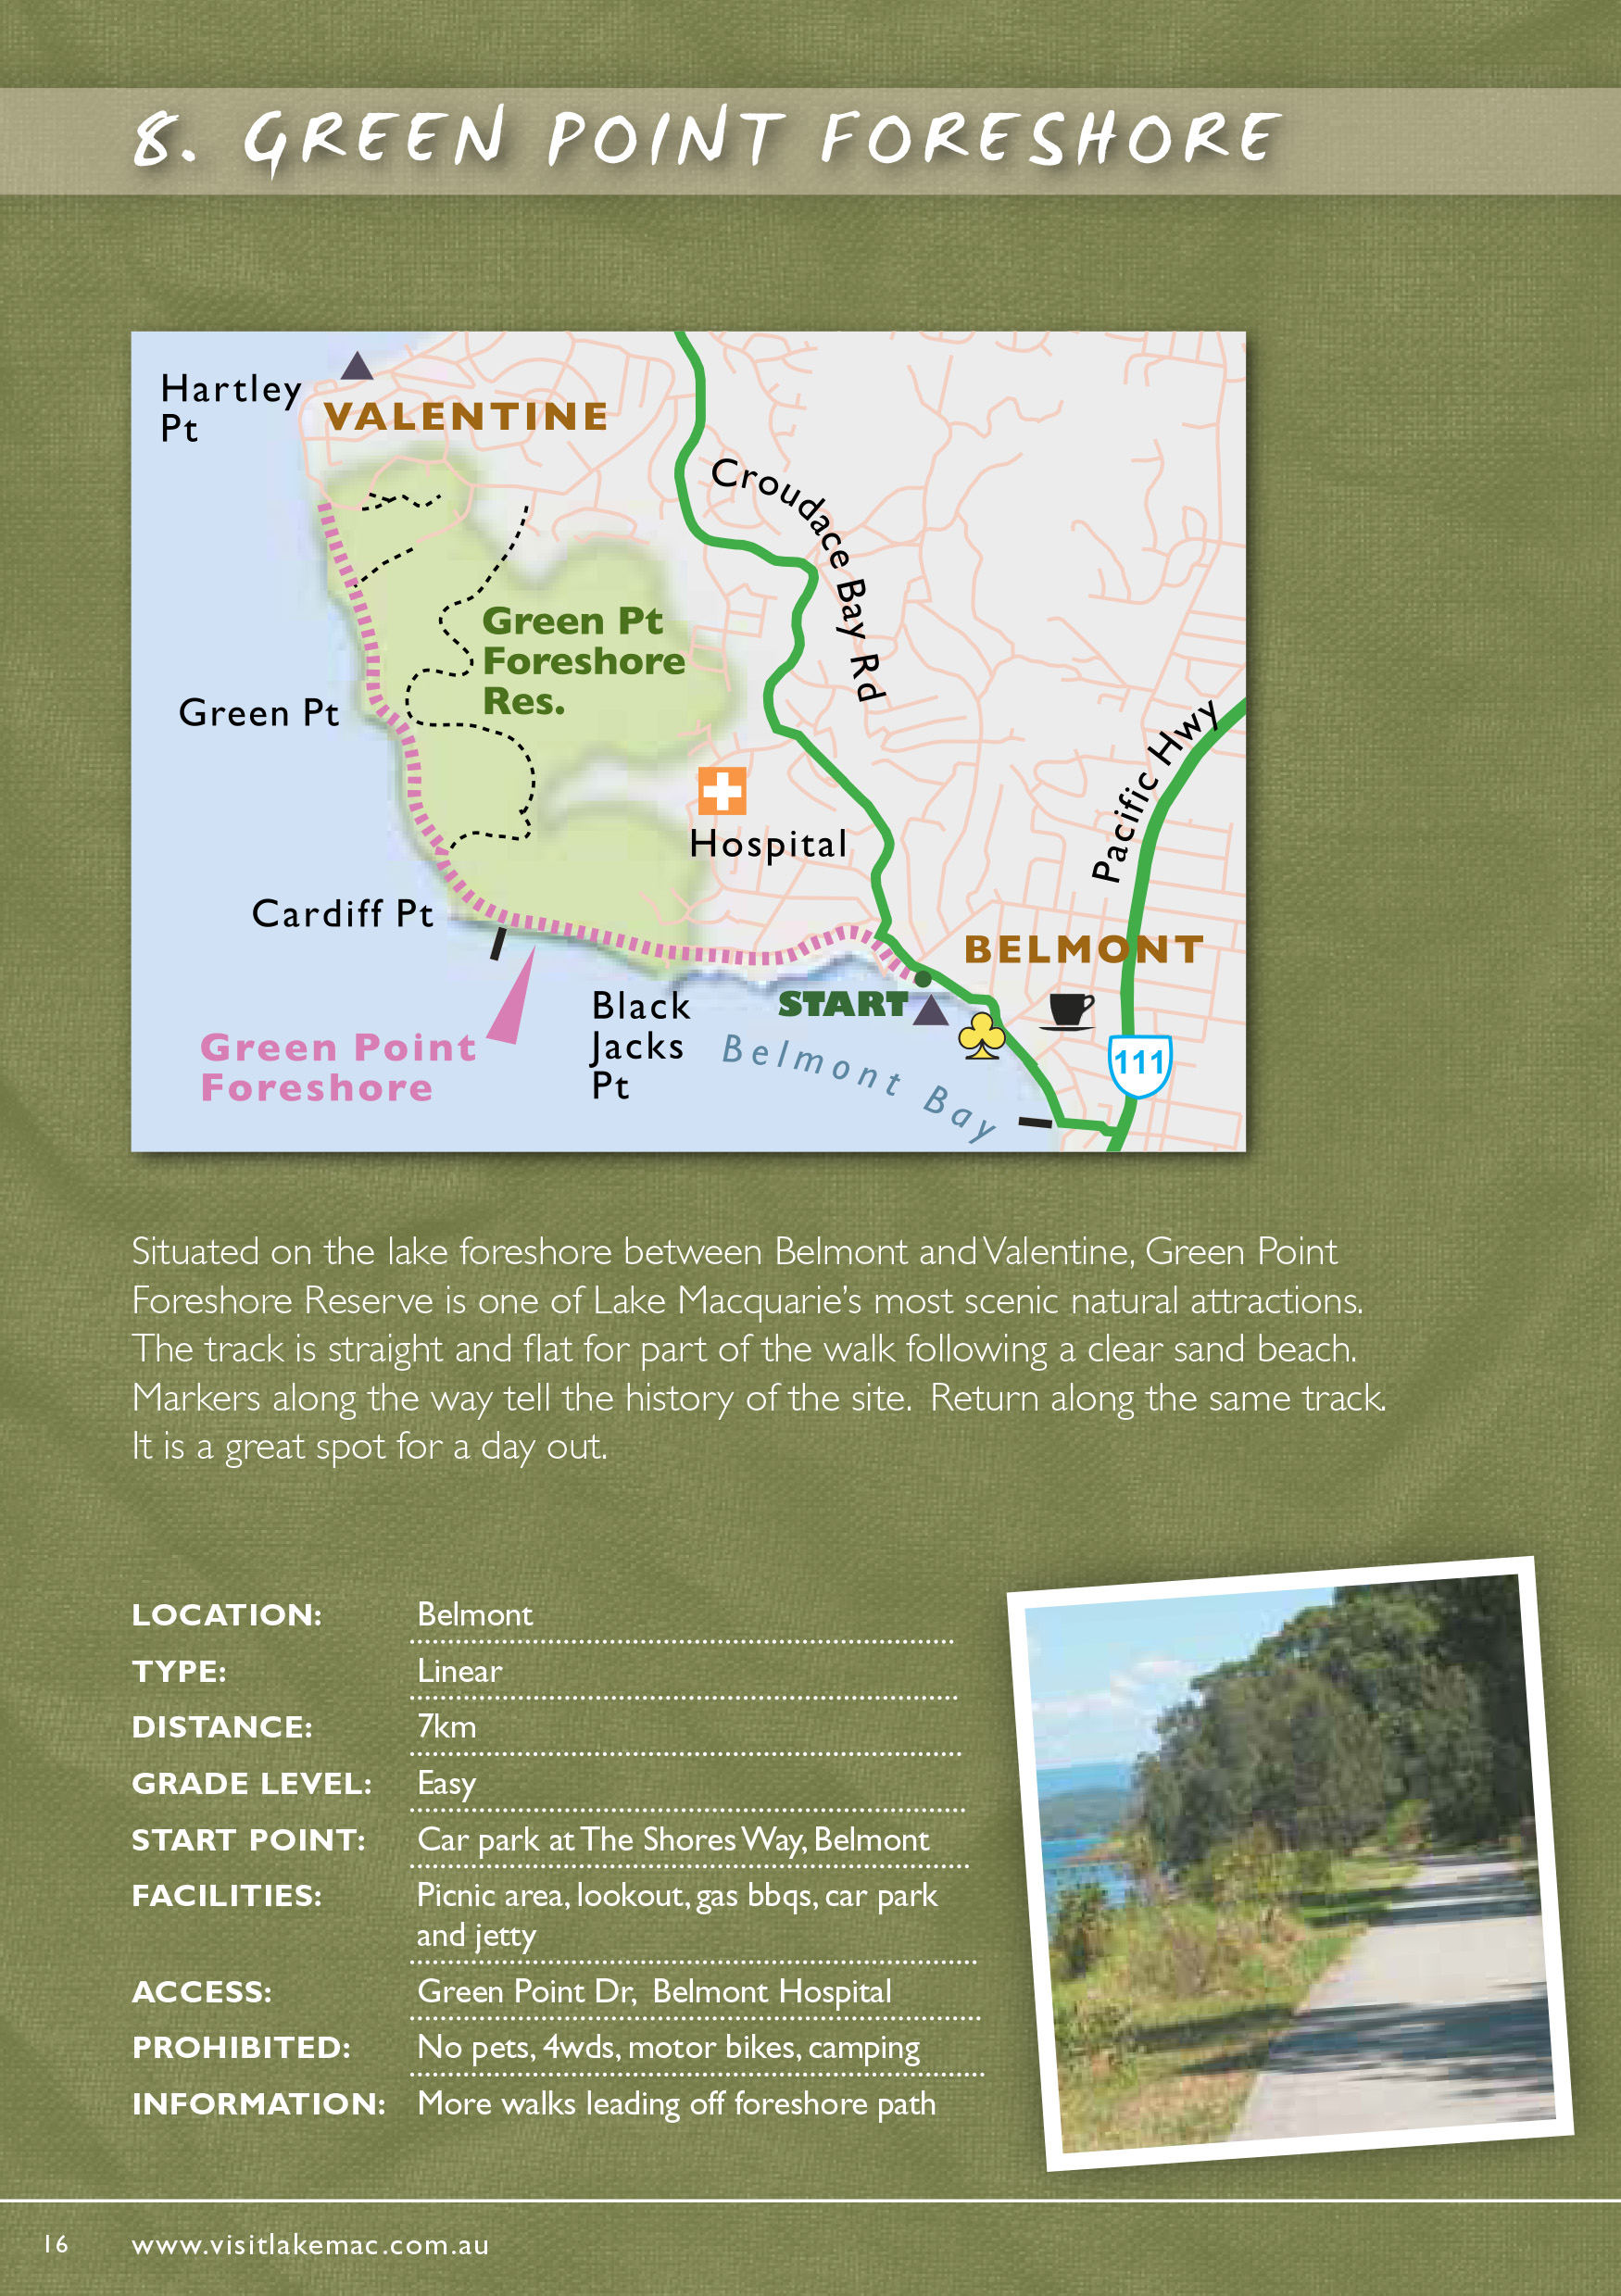 8. GREEN POINT FORESHORE
Hartley
Pt
VALENTINE
Croudace Bay Rd
Green Pt
Foreshore
Res.
Green Pt
Pacific Hwy
Hospital
Cardiff Pt
BELMONT
START
Black
Jacks
Pt
Belmont Bay
Green Point
Foreshore
111
Situated on the lake foreshore between Belmont and Valentine, Green Point
Foreshore Reserve is one of Lake Macquarie's most scenic natural attractions.
The track is straight and flat for part of the walk following a clear sand beach.
Markers along the way tell the history of the site. Return along the same track.
It is a great spot for a day out.
LOCATION: Belmont
TYPE: Linear
DISTANCE: 7km
GRADE LEVEL: Easy
START POINT: Car park at The Shores Way, Belmont
FACILITIES: Picnic area, lookout, gas bbqs, car park
and jetty
ACCESS: Green Point Dr, Belmont Hospital
PROHIBITED: No pets, 4wds, motor bikes, camping
INFORMATION: More walks leading off foreshore path
16 www.visitlakemac.com.au